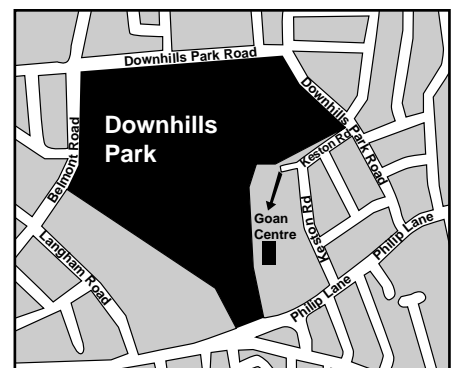 Downhills Park Road
Downhills
Park
Downhills Park Road
Keston Rd
Belmont Road
Goan
Centre
Keston Rd
Philip Lane
Langham Road
Philip Lane